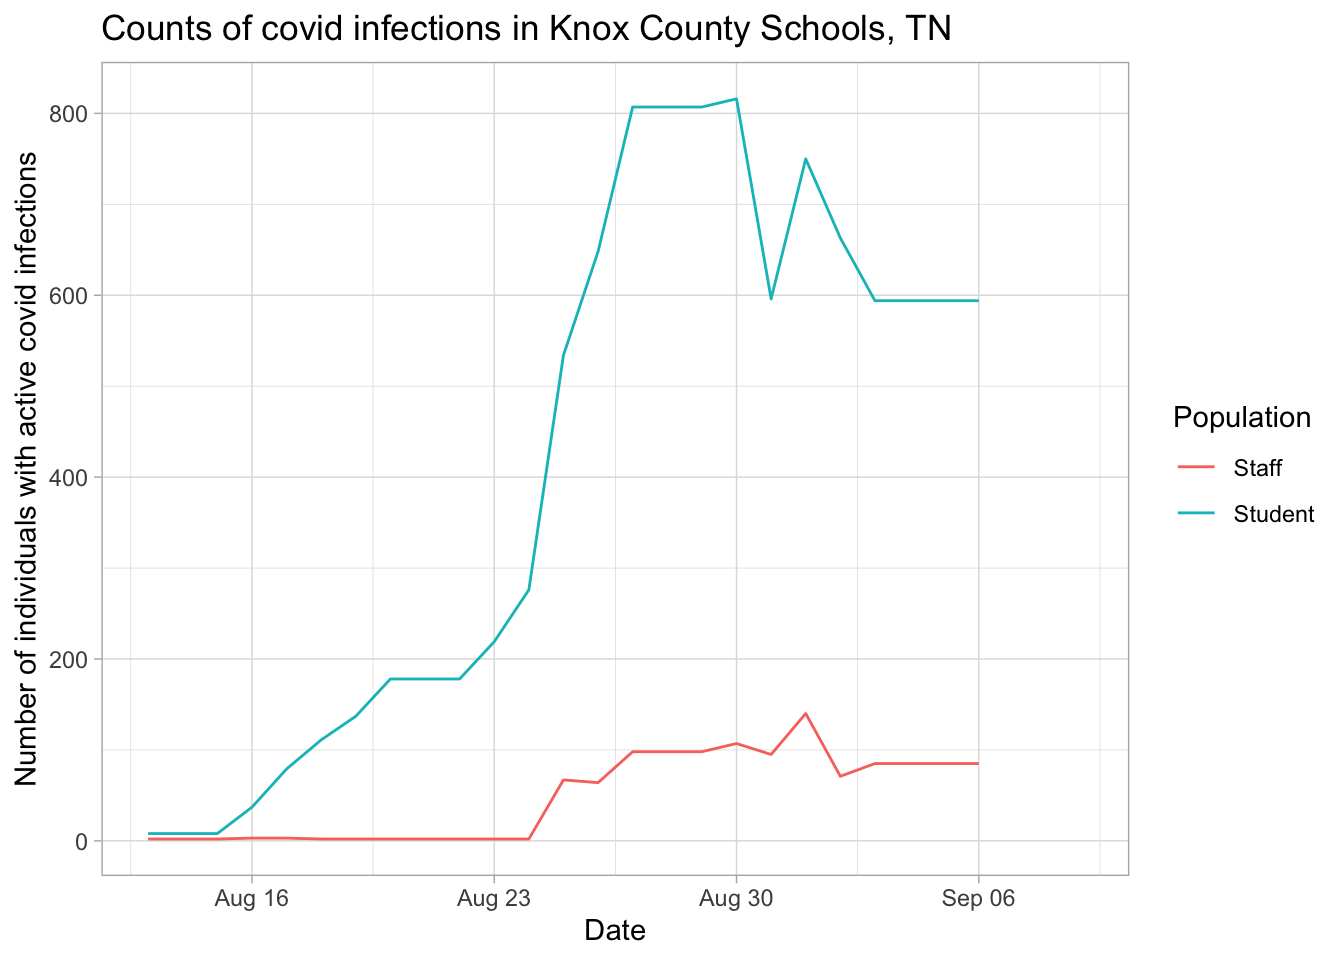 Counts of covid infections in Knox County Schools, TN
Number of individuals with active covid infections
800
600
400
200
0
Aug 16
Aug 23
Aug 30
Sep 06
Date
Population
Staff
Student